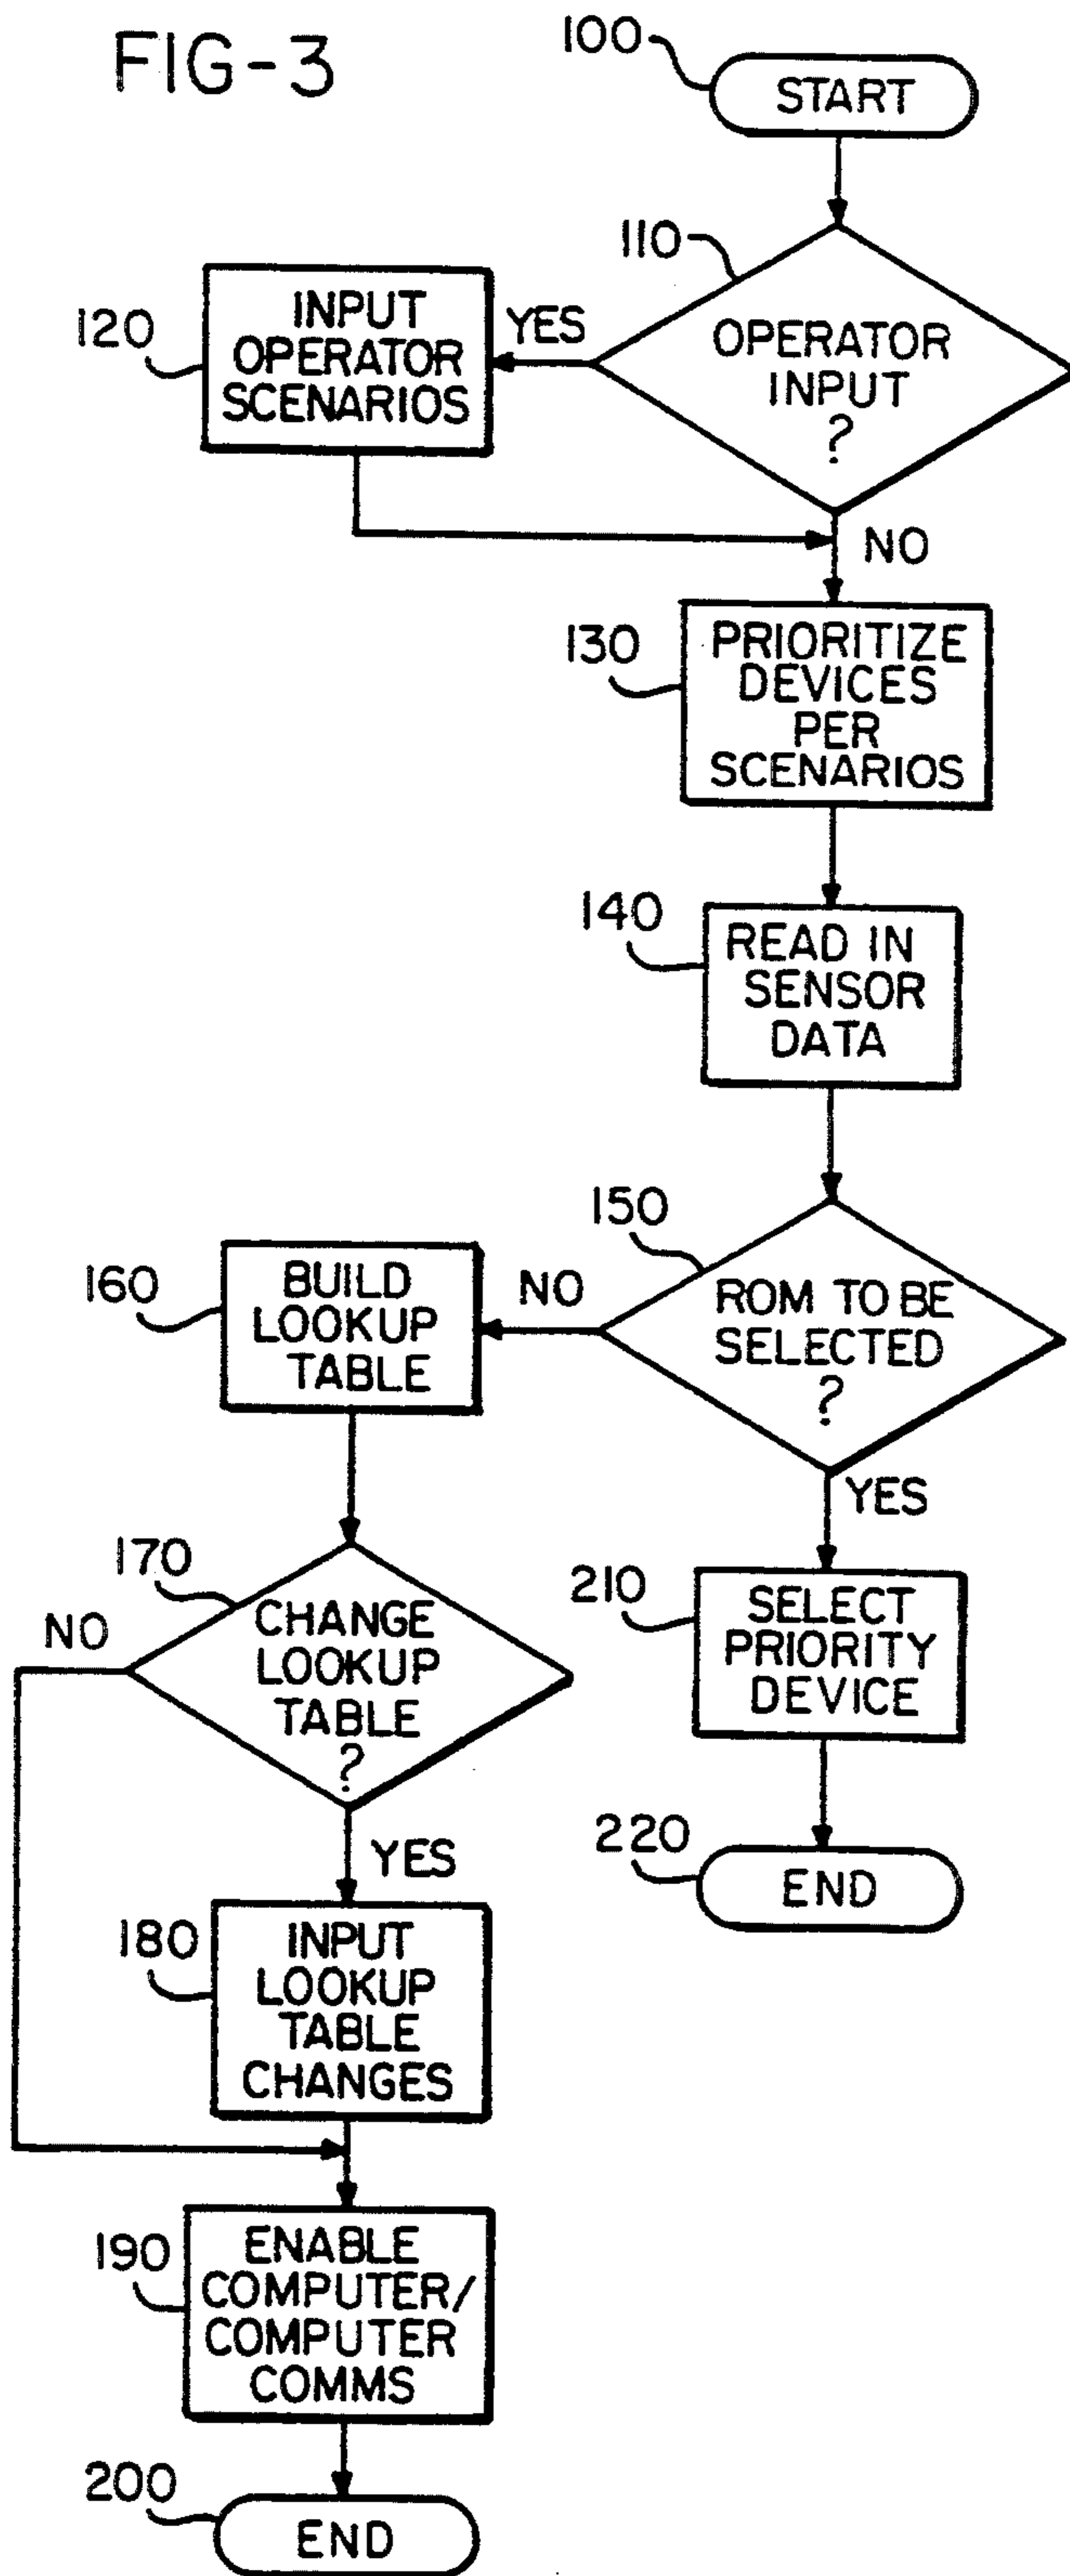 FIG-3
100
START
110
OPERATOR
INPUT
?
YES
120
INPUT
OPERATOR
SCENARIOS
NO
130
PRIORITIZE
DEVICES
PER
SCENARIOS
140
READ IN
SENSOR
DATA
150
ROM TO BE
SELECTED
?
NO
160
BUILD
LOOKUP
TABLE
YES
170
NO
CHANGE
LOOKUP
TABLE
?
210
SELECT
PRIORITY
DEVICE
YES
220
END
180
INPUT
LOOKUP
TABLE
CHANGES
190
ENABLE
COMPUTER/
COMPUTER
COMMS
200
END